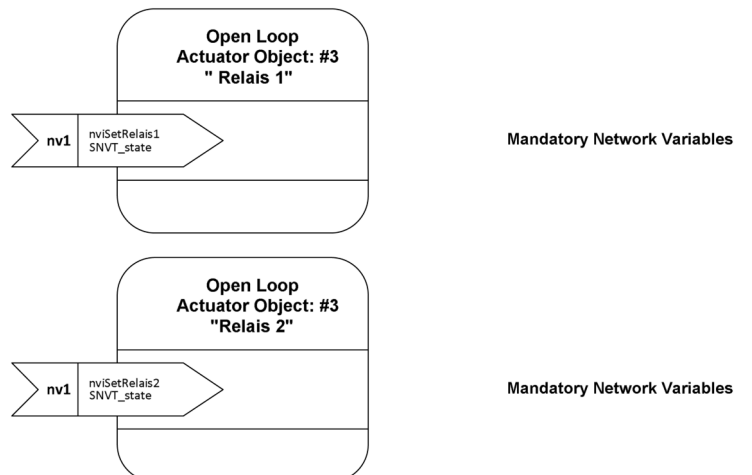 Open Loop
Actuator Object: #3
" Relais 1"
nv1
nviSetRelais1
SNVT_state
Mandatory Network Variables
Open Loop
Actuator Object: #3
"Relais 2"
nv1
nviSetRelais2
SNVT_state
Mandatory Network Variables